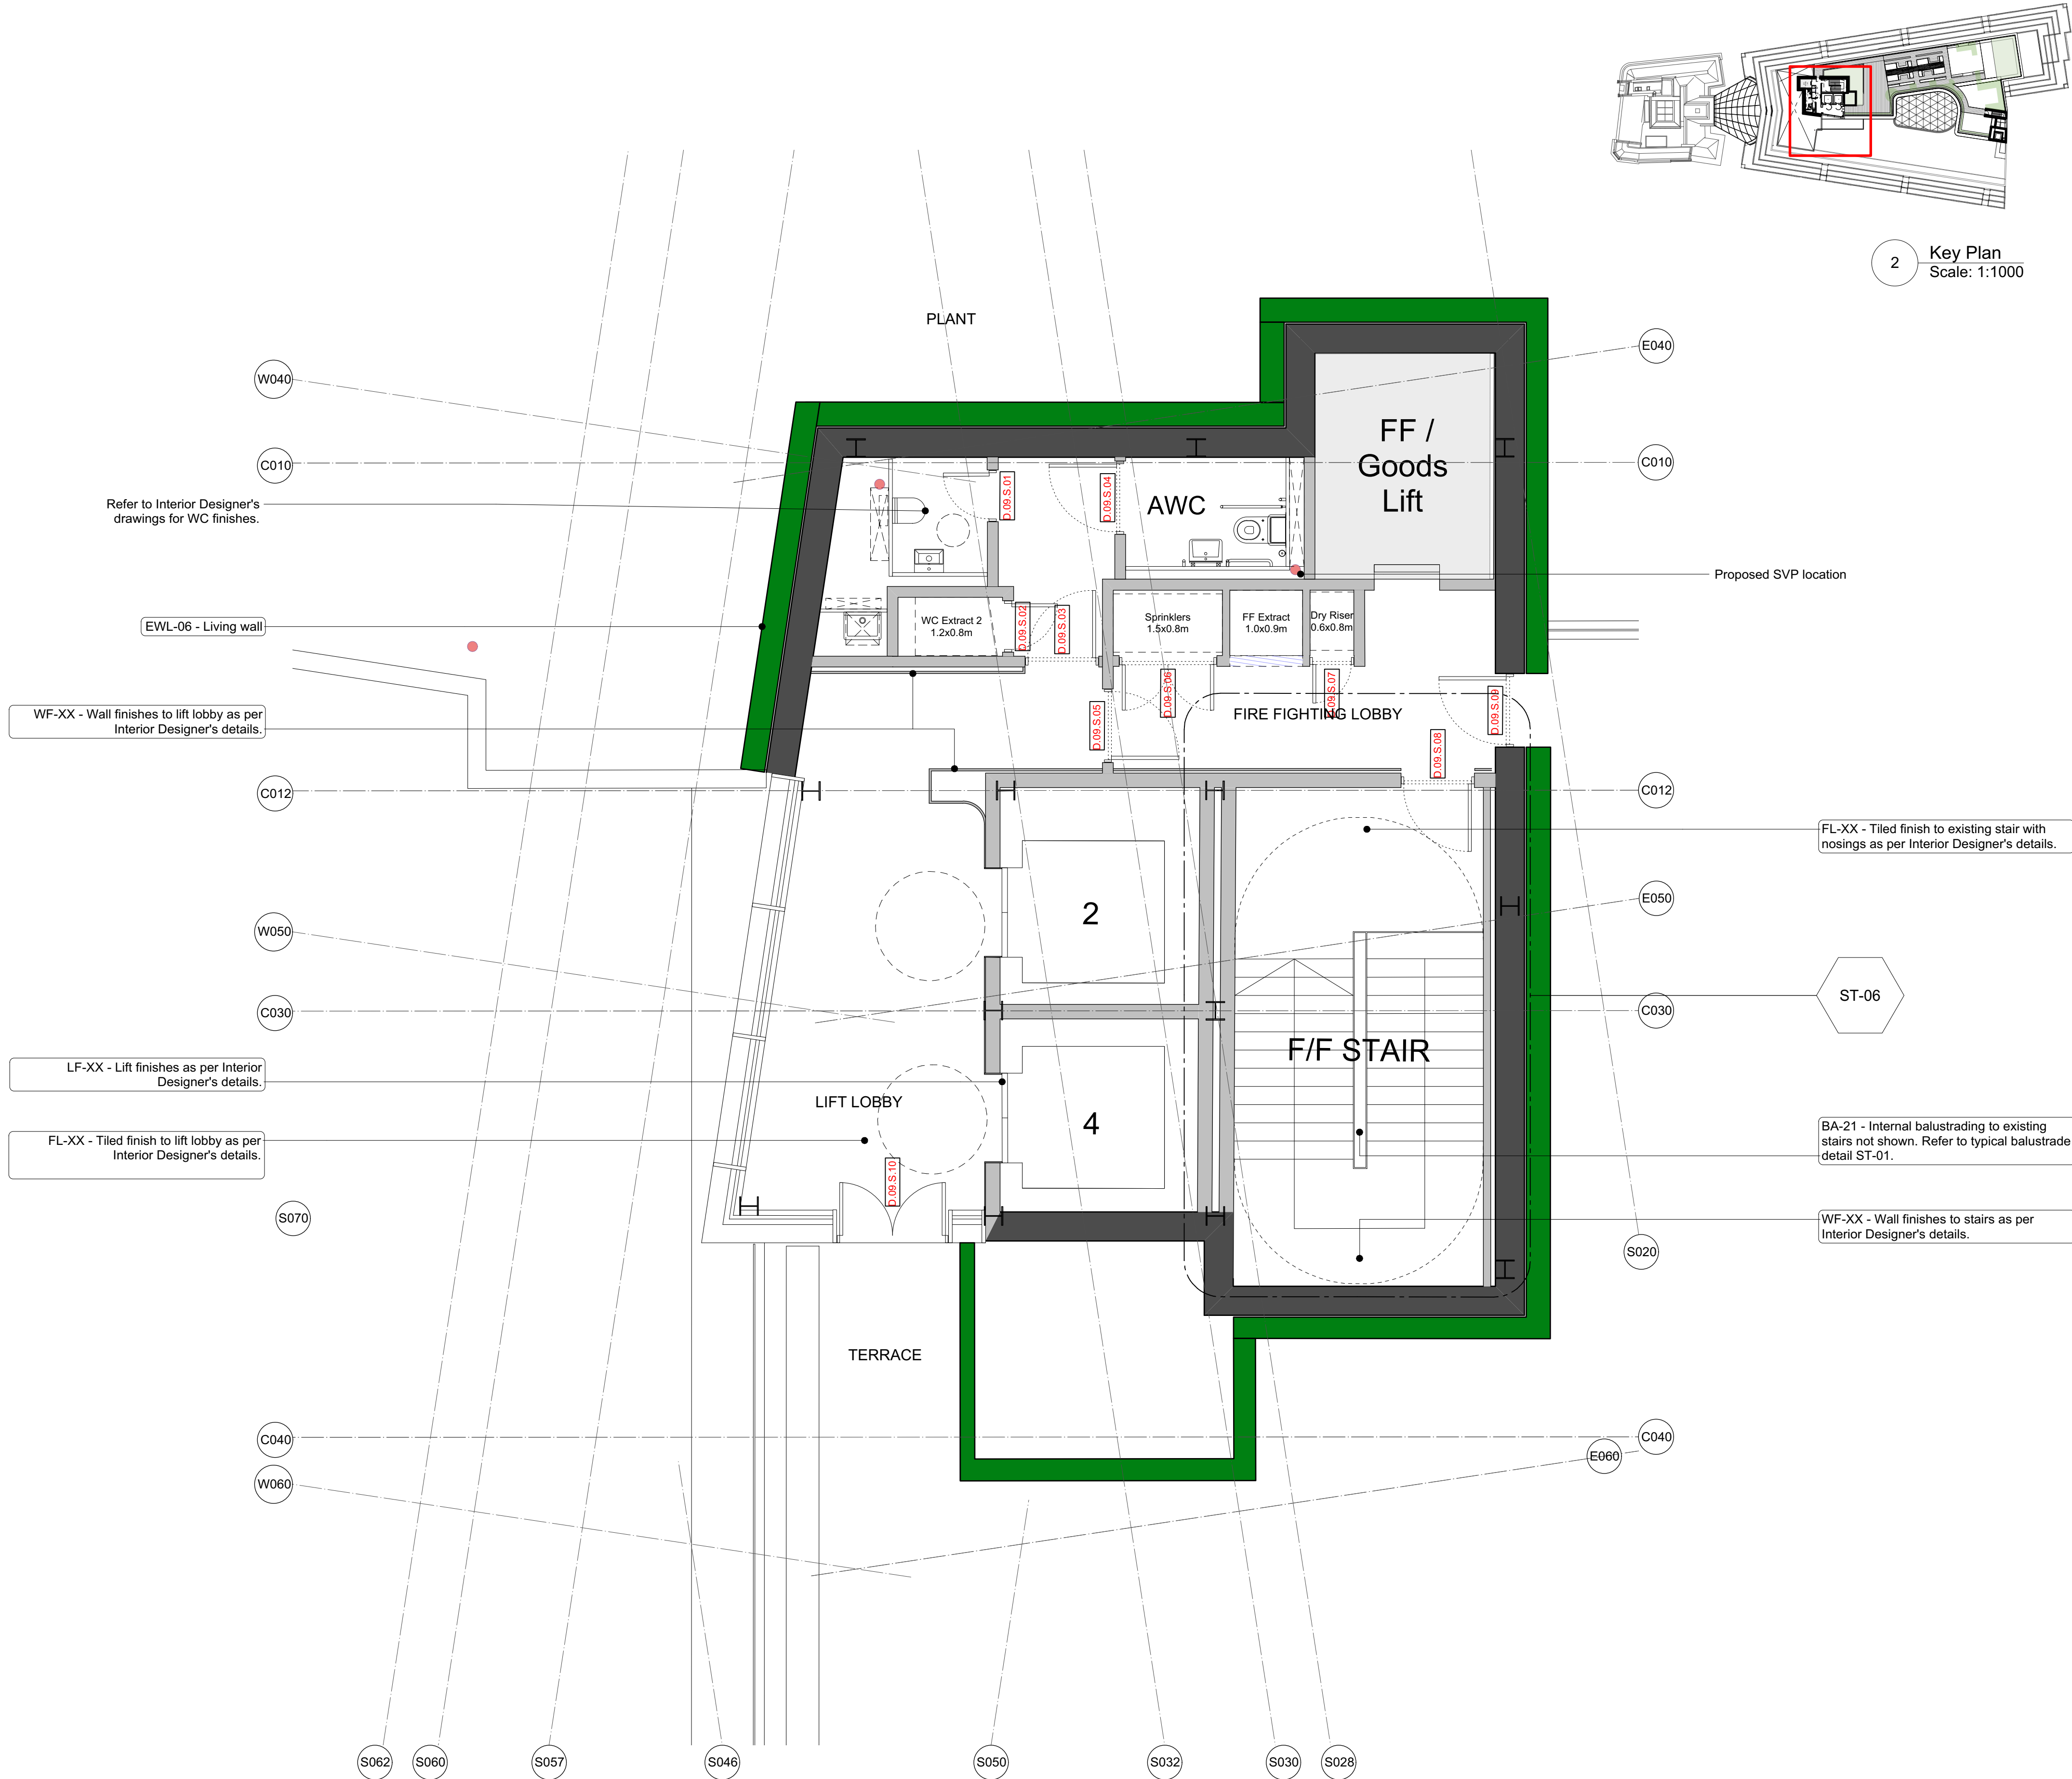 2
Key Plan
Scale: 1:1000
PLANT
E040
W040
FF /
Goods
Lift
C010
C010
Refer to Interior Designer's
drawings for WC finishes.
D.09.S.01
D.09.S.04
AWC
Proposed SVP location
EWL-06 - Living wall
WC Extract 2
1.2x0.8m
D.09.S.02
D.09.S.03
Sprinklers
1.5x0.8m
FF Extract
1.0x0.9m
Dry Riser
0.6x0.8m
WF-XX - Wall finishes to lift lobby as per
Interior Designer's details.
D.09.S.05
D.09.S.06
D.09.S.07
FIRE FIGHTING LOBBY
D.09.S.08
D.09.S.09
C012
C012
FL-XX - Tiled finish to existing stair with
nosings as per Interior Designer's details.
2
E050
W050
ST-06
C030
C030
F/F STAIR
LF-XX - Lift finishes as per Interior
Designer's details.
LIFT LOBBY
4
FL-XX - Tiled finish to lift lobby as per
Interior Designer's details.
BA-21 - Internal balustrading to existing
stairs not shown. Refer to typical balustrade
detail ST-01.
D.09.S.10
S070
WF-XX - Wall finishes to stairs as per
Interior Designer's details.
S020
TERRACE
C040
C040
E060
W060
S062
S060
S057
S046
S050
S032
S030
S028